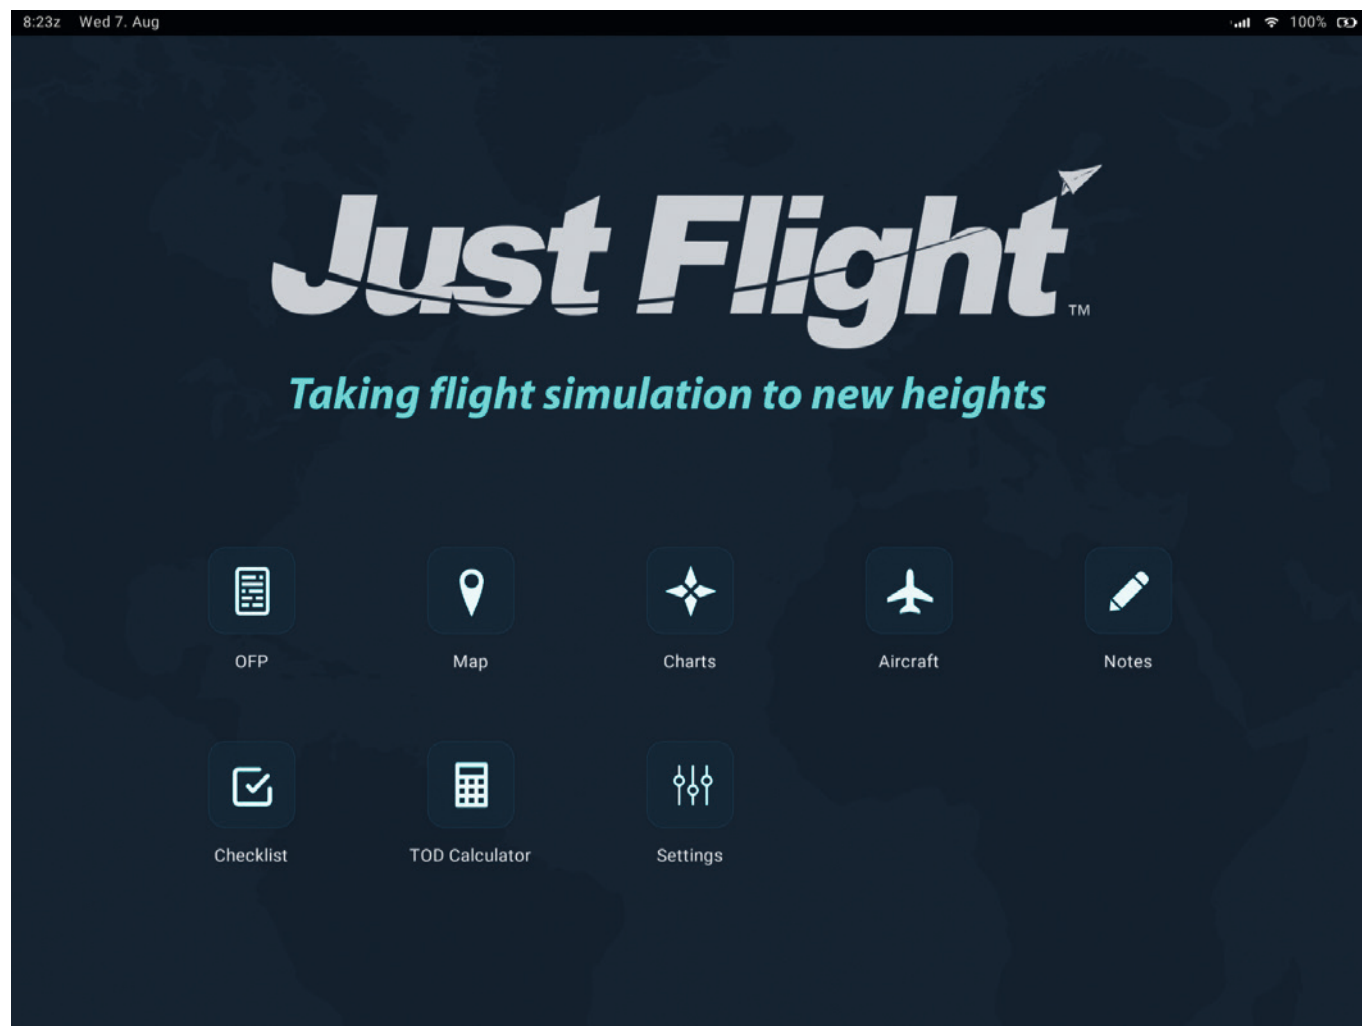 8:23z Wed 7. Aug 100%
Just Flight TM
Taking flight simulation to new heights
OFP Map Charts Aircraft Notes
Checklist TOD Calculator Settings